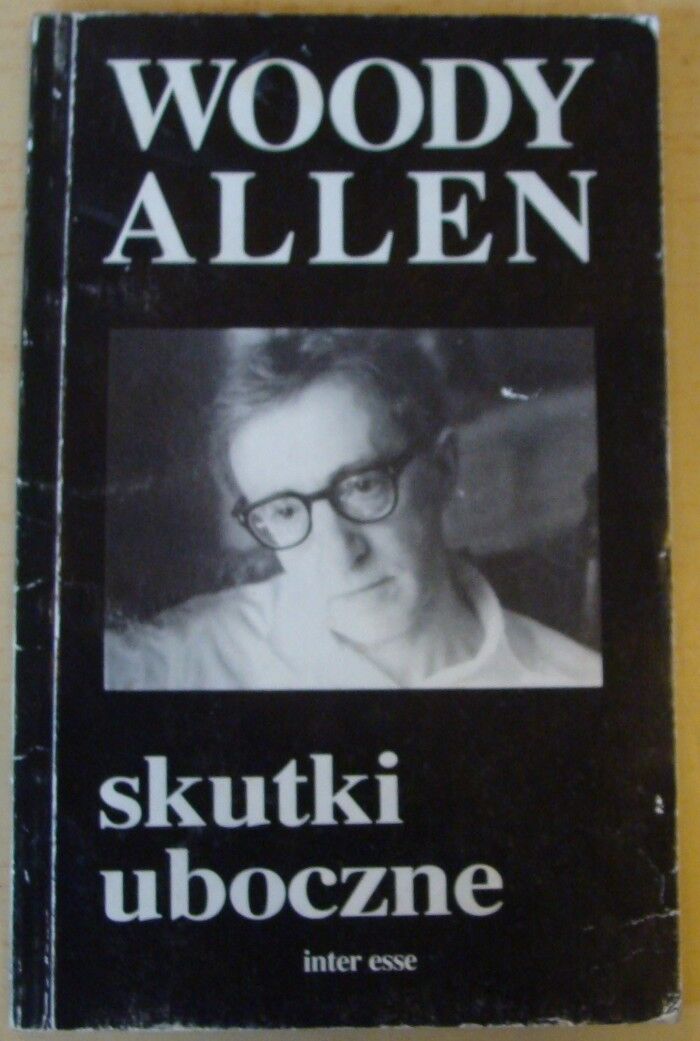 WOODY
ALLEN
skutki
uboczne
inter esse